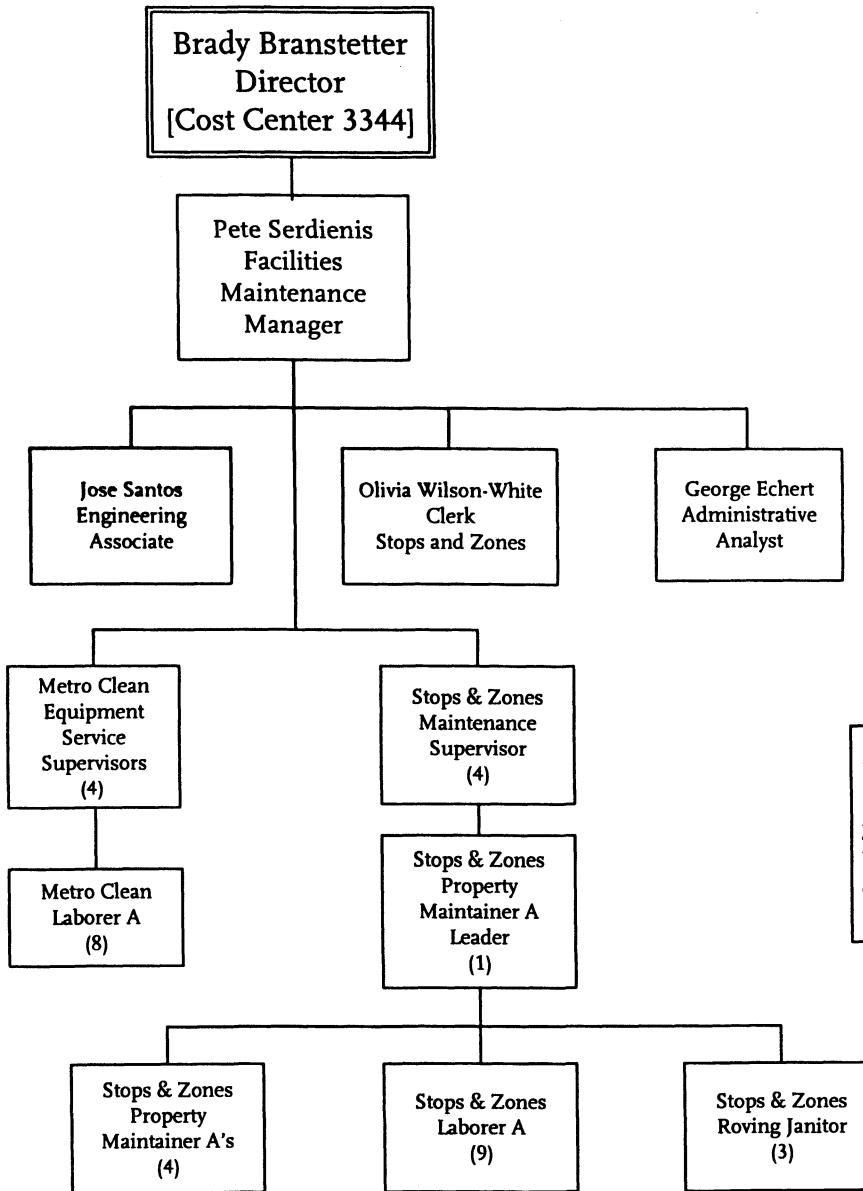 Brady Branstetter
Director
[Cost Center 3344]
Pete Serdienis
Facilities
Maintenance
Manager
Jose Santos
Engineering
Associate
Olivia Wilson-White
Clerk
Stops and Zones
George Echert
Administrative
Analyst
Metro Clean
Equipment
Service
Supervisors
(4)
Stops & Zones
Maintenance
Supervisor
(4)
Metro Clean
Laborer A
(8)
Stops & Zones
Property
Maintainer A
Leader
(1)
Stops & Zones
Property
Maintainer A's
(4)
Stops & Zones
Laborer A
(9)
Stops & Zones
Roving Janitor
(3)